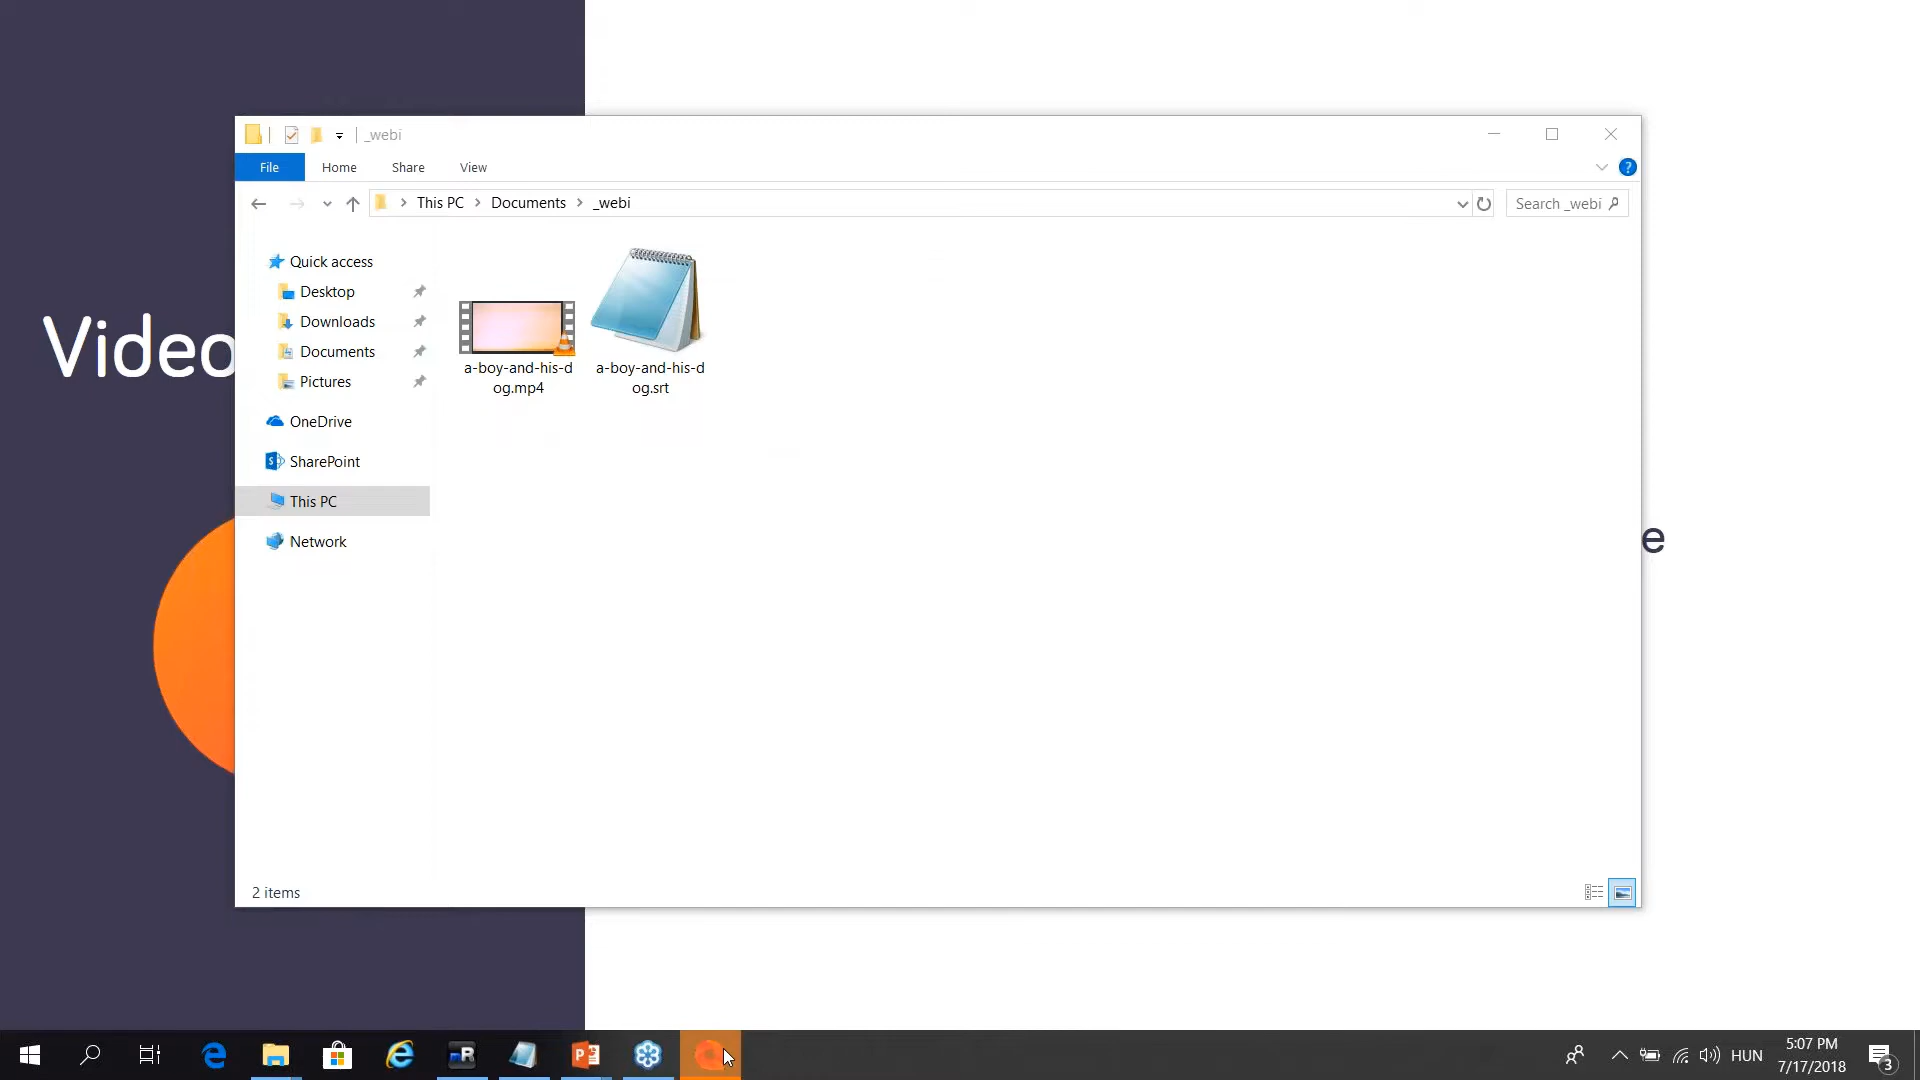 _webi
File Home Share View
This PC Documents _webi
Search _webi
Quick access
Desktop
Downloads
Documents
Pictures
OneDrive
SharePoint
This PC
Network
a-boy-and-his-d
og.mp4
a-boy-and-his-d
og.srt
2 items
Video
e
HUN
5:07 PM
7/17/2018
3